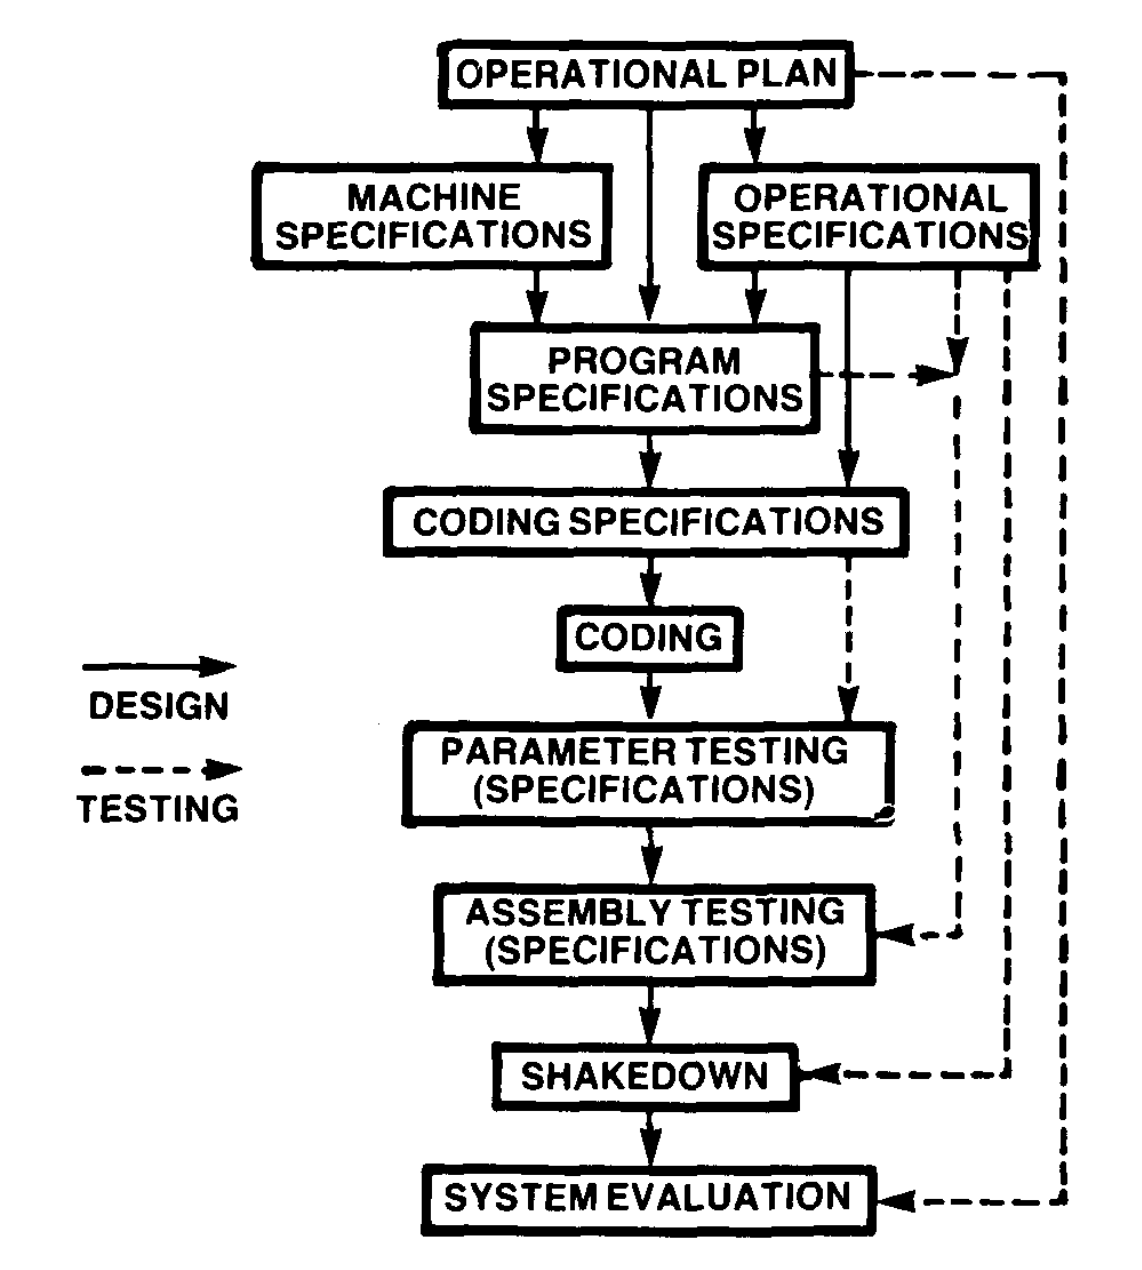 OPERATIONAL PLAN
MACHINE
SPECIFICATIONS
OPERATIONAL
SPECIFICATIONS
PROGRAM
SPECIFICATIONS
CODING SPECIFICATIONS
CODING
DESIGN
TESTING
PARAMETER TESTING
(SPECIFICATIONS)
ASSEMBLY TESTING
(SPECIFICATIONS)
SHAKEDOWN
SYSTEM EVALUATION